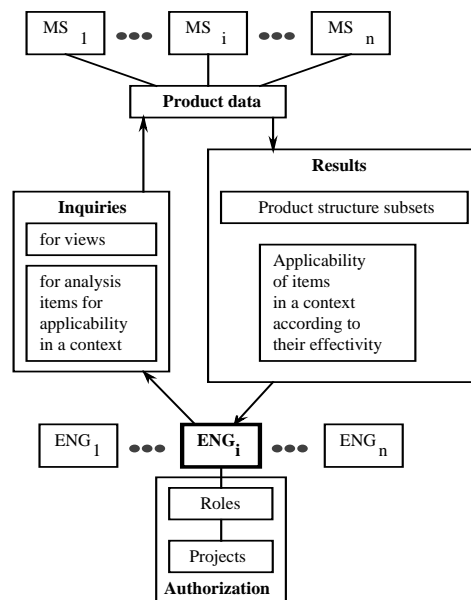 MS 1 ●●● MS i ●●● MS n
Product data
Results
Product structure subsets
Applicability
of items
in a context
according to
their effectivity
Inquiries
for views
for analysis
items for
applicability
in a context
ENG 1 ●●● ENG i ●●● ENG n
Roles
Projects
Authorization